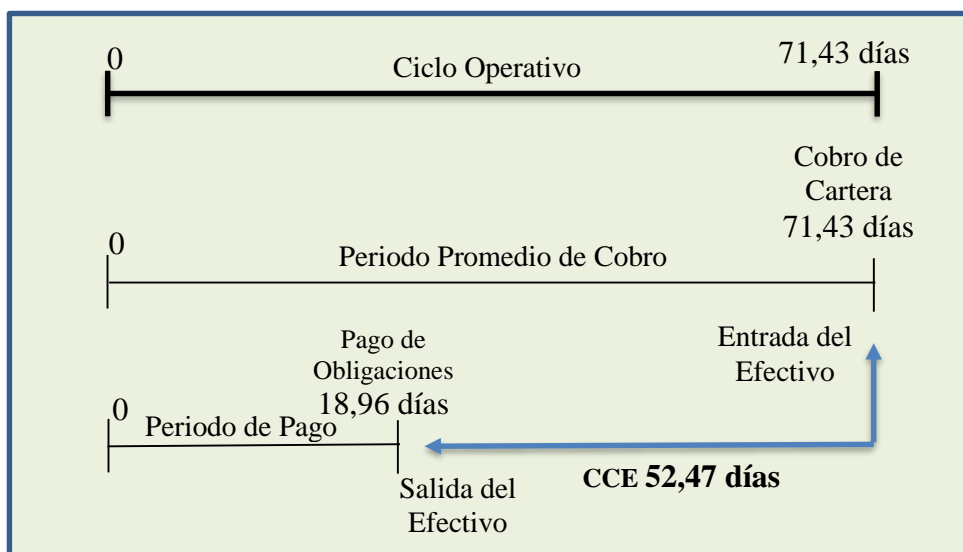 0
71,43 días
Ciclo Operativo
Cobro de
Cartera
71,43 días
0
Periodo Promedio de Cobro
Pago de
Obligaciones
18,96 días
Entrada del
Efectivo
0
Periodo de Pago
CCE 52,47 días
Salida del
Efectivo